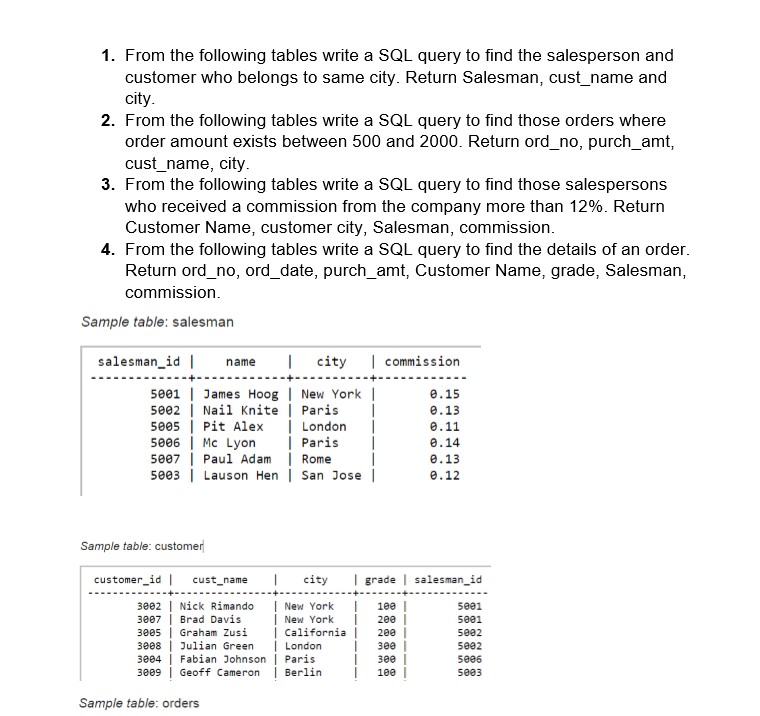 1. From the following tables write a SQL query to find the salesperson and
customer who belongs to same city. Return Salesman, cust_name and
city.
2. From the following tables write a SQL query to find those orders where
order amount exists between 500 and 2000. Return ord_no, purch_amt,
cust_name, city.
3. From the following tables write a SQL query to find those salespersons
who received a commission from the company more than 12%. Return
Customer Name, customer city, Salesman, commission.
4. From the following tables write a SQL query to find the details of an order.
Return ord_no, ord_date, purch_amt, Customer Name, grade, Salesman,
commission.
Sample table: salesman
salesman_id | name | city | commission
------------+------------+----------+------------
5001 | James Hoog | New York | 0.15
5002 | Nail Knite | Paris | 0.13
5005 | Pit Alex | London | 0.11
5006 | Mc Lyon | Paris | 0.14
5007 | Paul Adam | Rome | 0.13
5003 | Lauson Hen | San Jose | 0.12
Sample table: customer
customer_id | cust_name | city | grade | salesman_id
------------+----------------+------------+-------+-------------
3002 | Nick Rimando | New York | 100 | 5001
3007 | Brad Davis | New York | 200 | 5001
3005 | Graham Zusi | California | 200 | 5002
3008 | Julian Green | London | 300 | 5002
3004 | Fabian Johnson | Paris | 300 | 5006
3009 | Geoff Cameron | Berlin | 100 | 5003
Sample table: orders